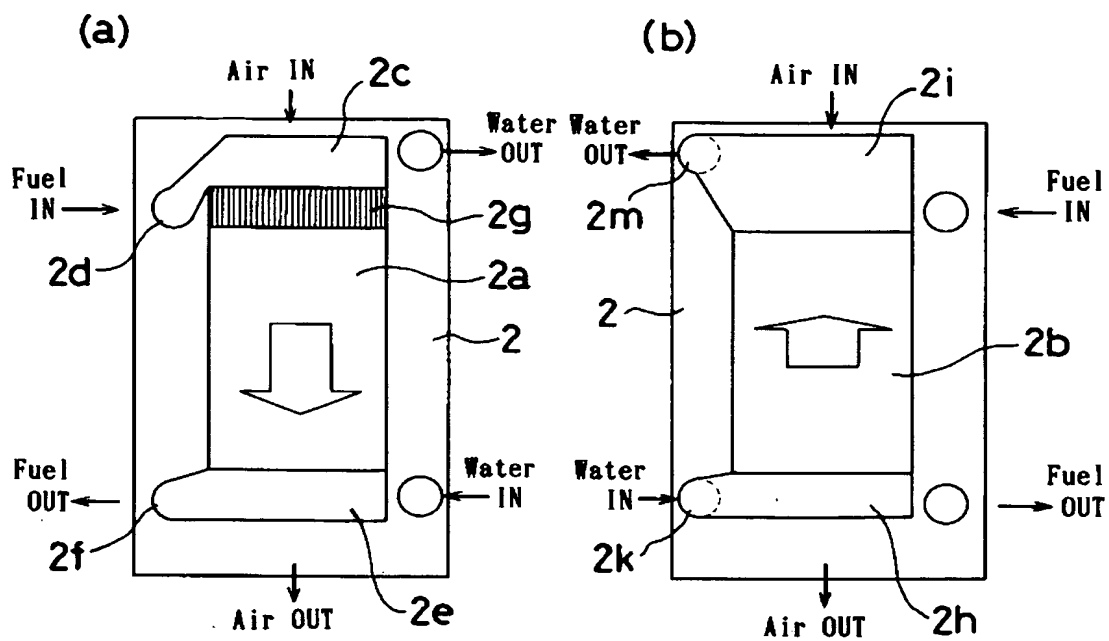 (a)
Air IN
2c
Water
OUT
Fuel
IN
2d
2g
2a
2
Fuel
OUT
Water
IN
2f
2e
Air OUT
(b)
Air IN
2i
Water
OUT
2m
Fuel
IN
2
2b
Water
IN
Fuel
OUT
2k
2h
Air OUT